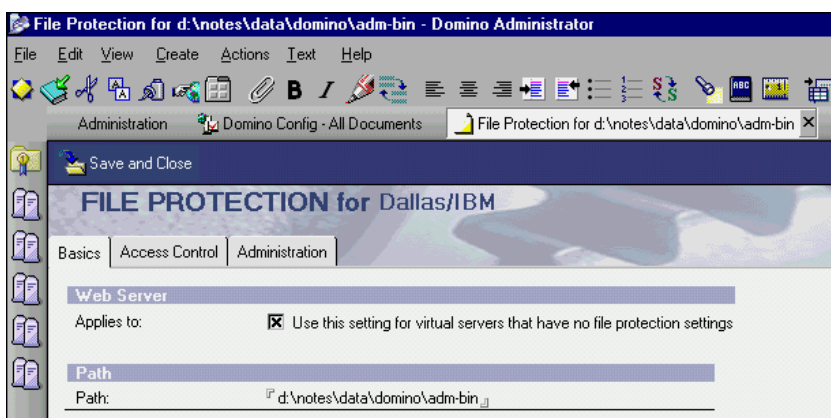 File Protection for d:\notes\data\domino\adm-bin - Domino Administrator
File Edit View Create Actions Text Help
B I ABC
Administration Domino Config - All Documents File Protection for d:\notes\data\domino\adm-bin
Save and Close
FILE PROTECTION for Dallas/IBM
Basics Access Control Administration
Web Server
Applies to: Use this setting for virtual servers that have no file protection settings
Path
Path: d:\notes\data\domino\adm-bin